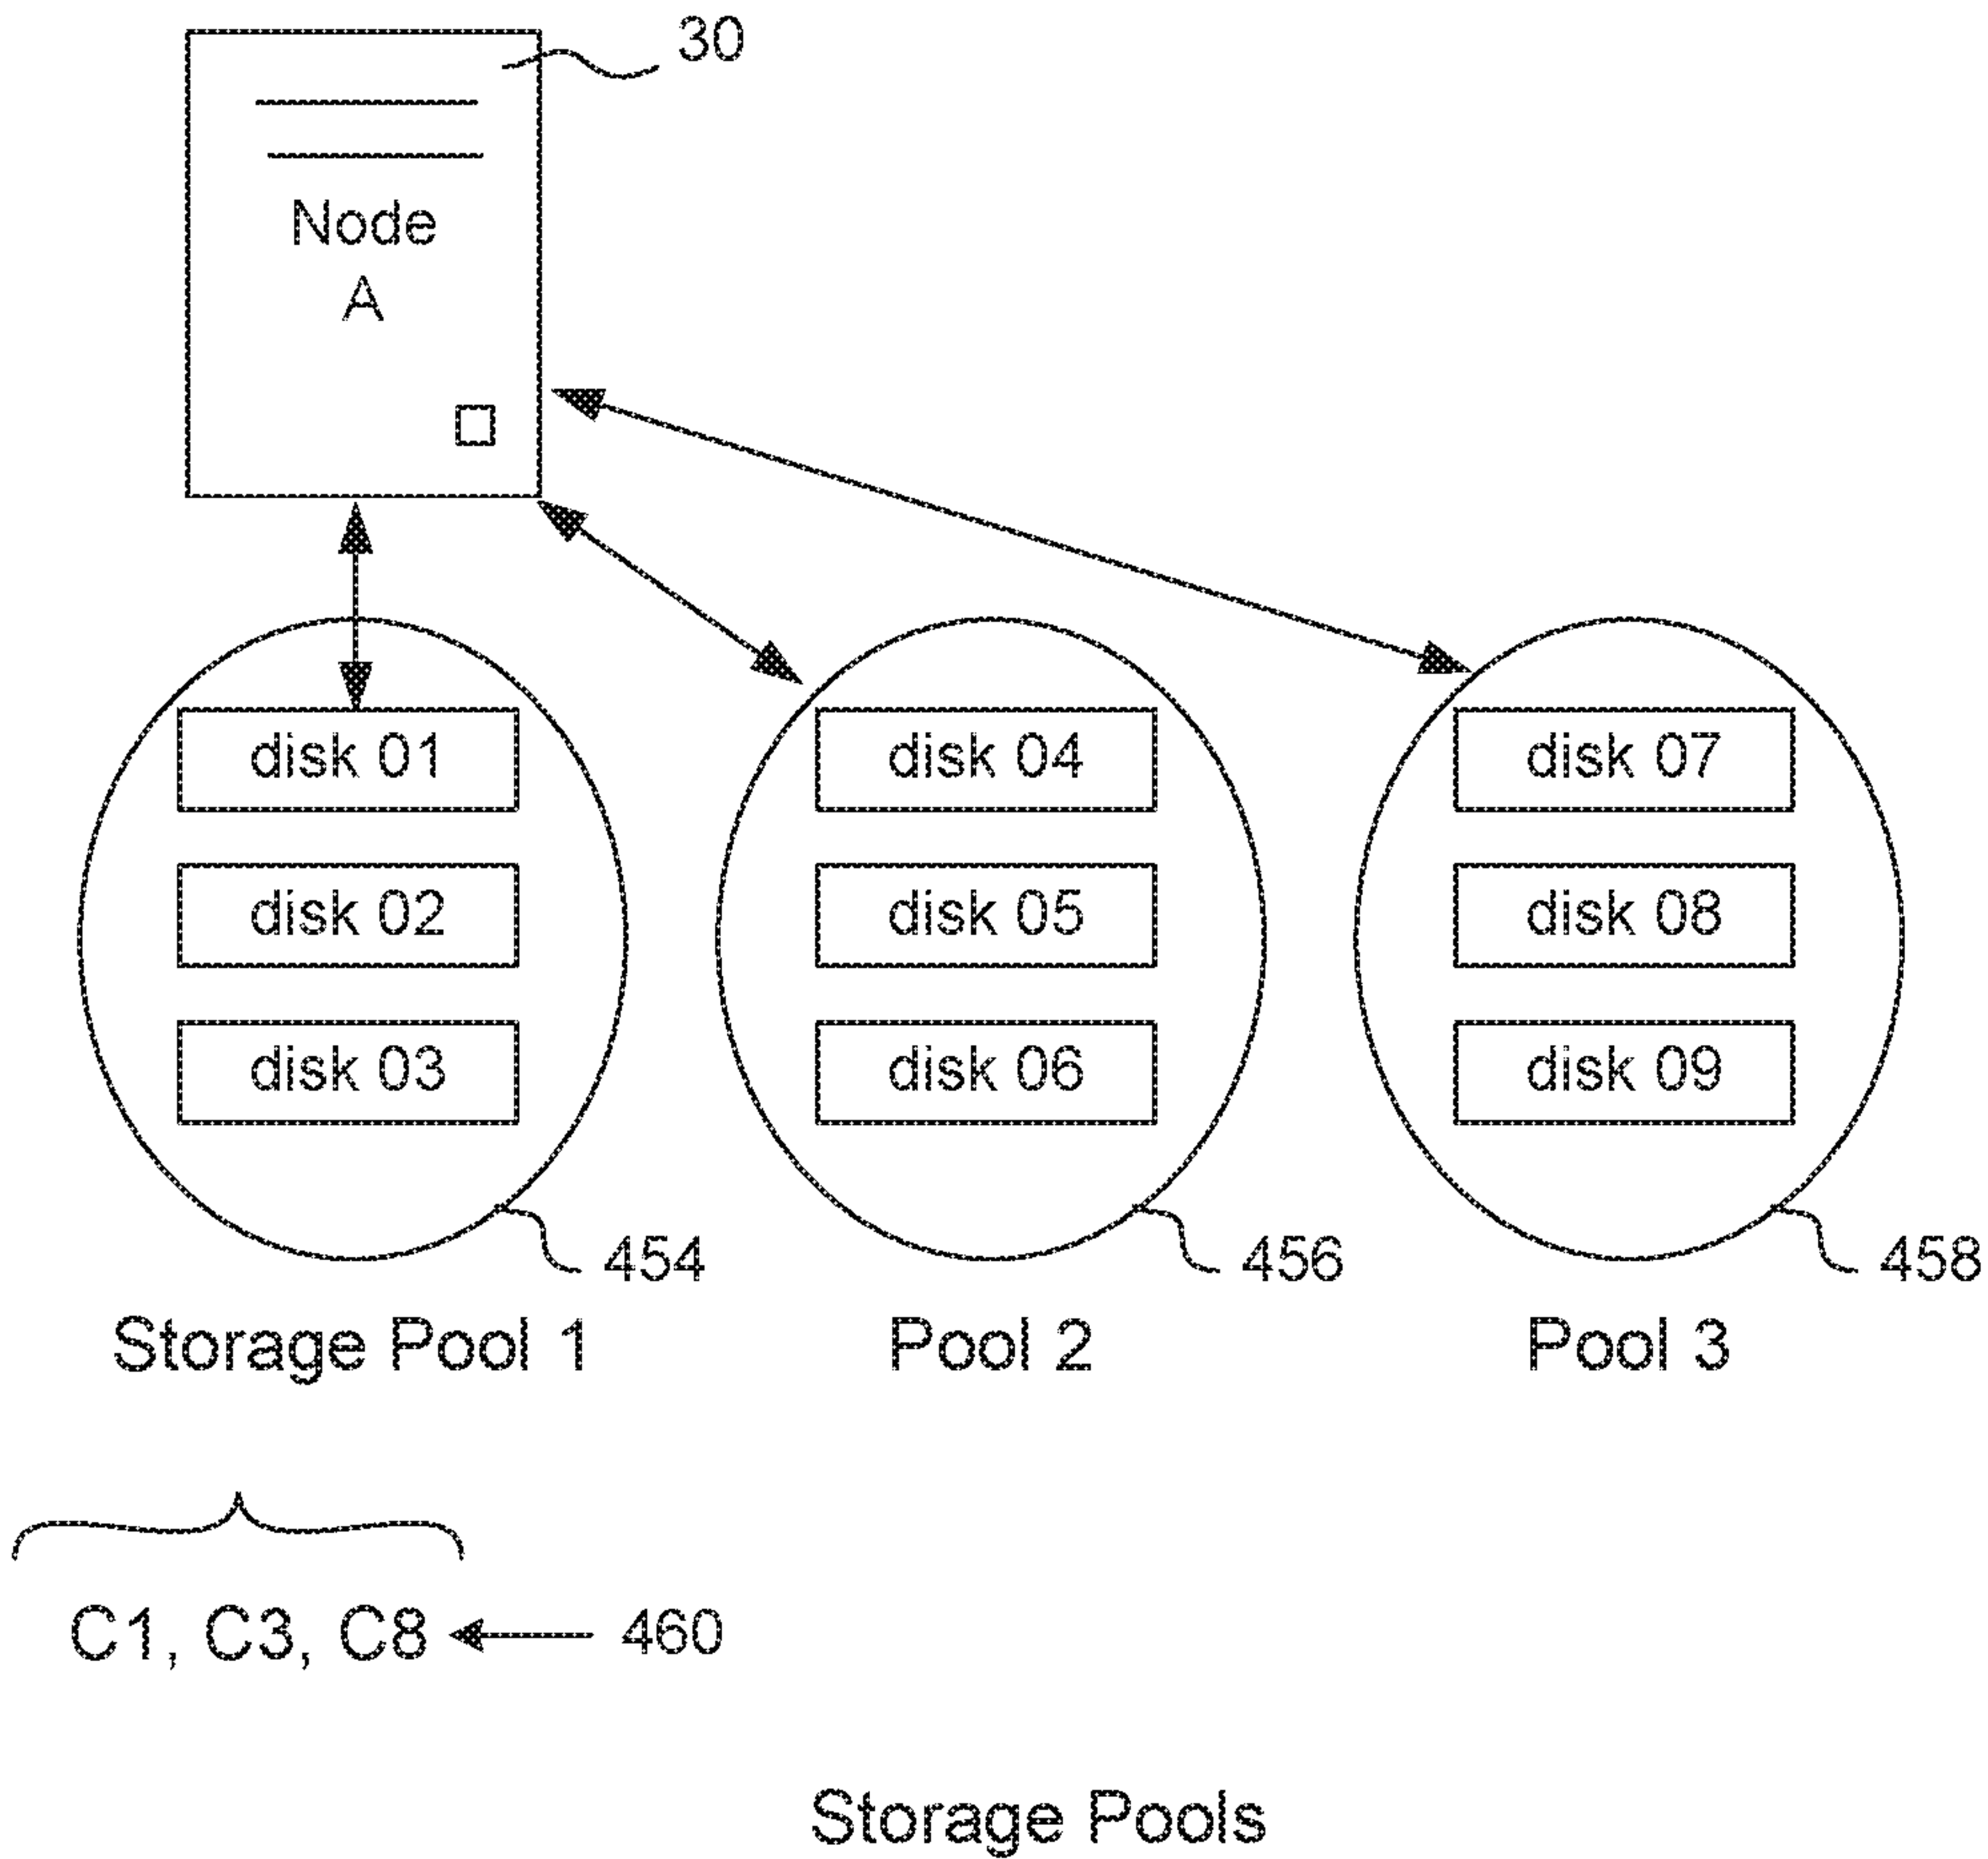 30
Node
A
disk 01
disk 04
disk 07
disk 02
disk 05
disk 08
disk 03
disk 06
disk 09
454
456
458
Storage Pool 1
Pool 2
Pool 3
C1, C3, C8
460
Storage Pools